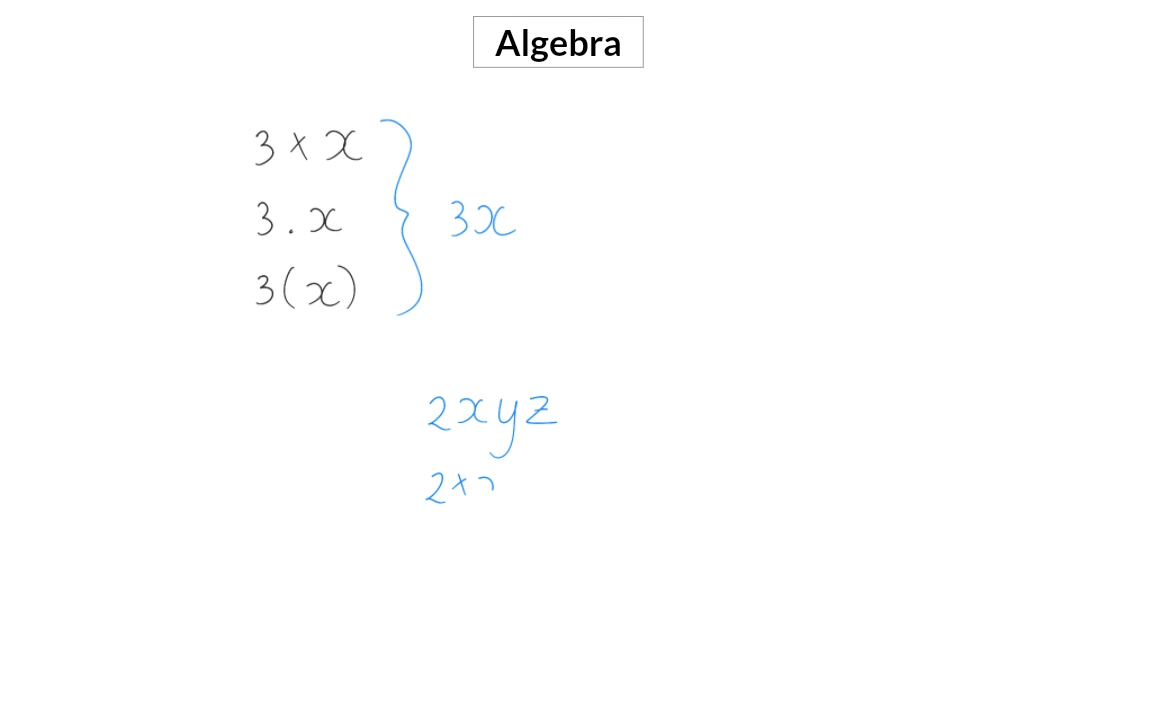 Algebra
3 × x
3 . x
3(x)
3x
2xyz
2×